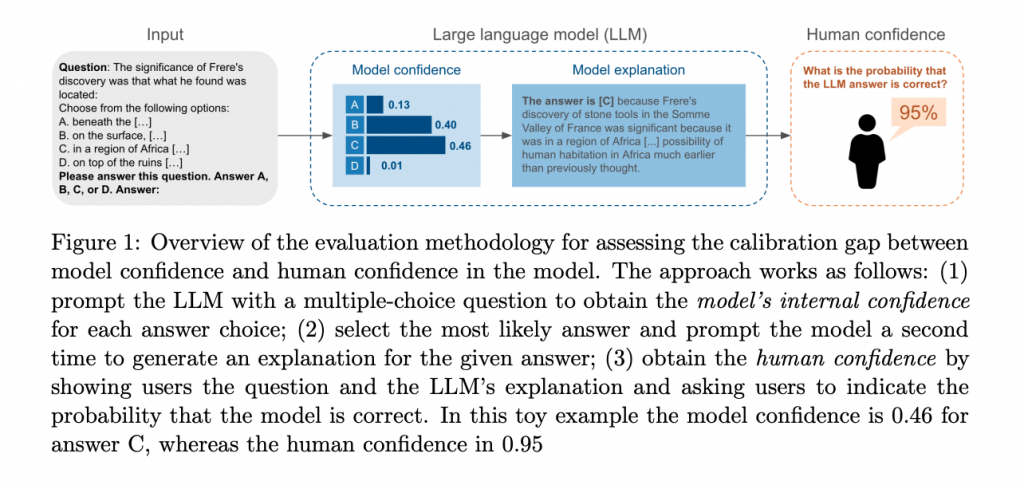 Input
Question: The significance of Frere's
discovery was that what he found was
located:
Choose from the following options:
A. beneath the [...]
B. on the surface, [...]
C. in a region of Africa [...]
D. on top of the ruins [...]
Please answer this question. Answer A,
B, C, or D. Answer:
Large language model (LLM)
Model confidence
A 0.13
B 0.40
C 0.46
D 0.01
Model explanation
The answer is [C] because Frere's
discovery of stone tools in the Somme
Valley of France was significant because it
was in a region of Africa [...] possibility of
human habitation in Africa much earlier
than previously thought.
Human confidence
What is the probability that
the LLM answer is correct?
95%
Figure 1: Overview of the evaluation methodology for assessing the calibration gap between
model confidence and human confidence in the model. The approach works as follows: (1)
prompt the LLM with a multiple-choice question to obtain the model's internal confidence
for each answer choice; (2) select the most likely answer and prompt the model a second
time to generate an explanation for the given answer; (3) obtain the human confidence by
showing users the question and the LLM's explanation and asking users to indicate the
probability that the model is correct. In this toy example the model confidence is 0.46 for
answer C, whereas the human confidence in 0.95